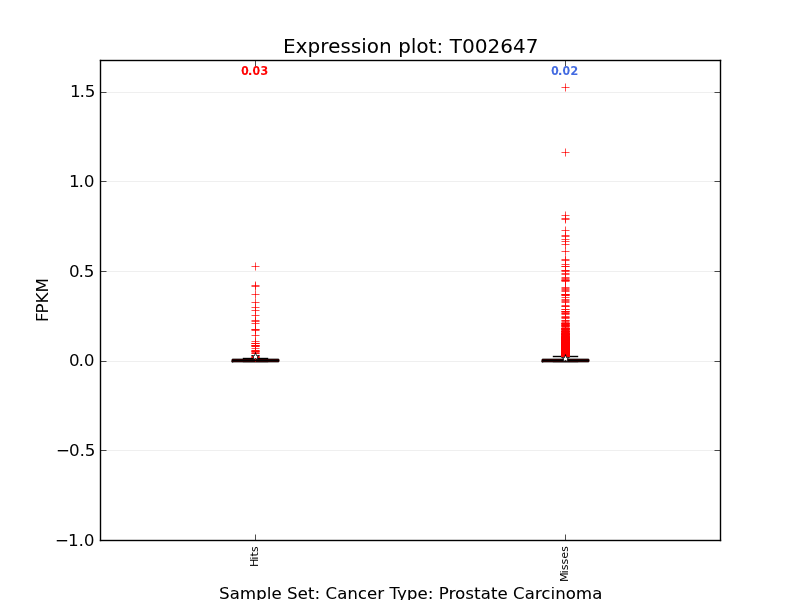 Expression plot: T002647
0.03
0.02
1.5
1.0
0.5
0.0
−0.5
−1.0
FPKM
Hits
Misses
Sample Set: Cancer Type: Prostate Carcinoma